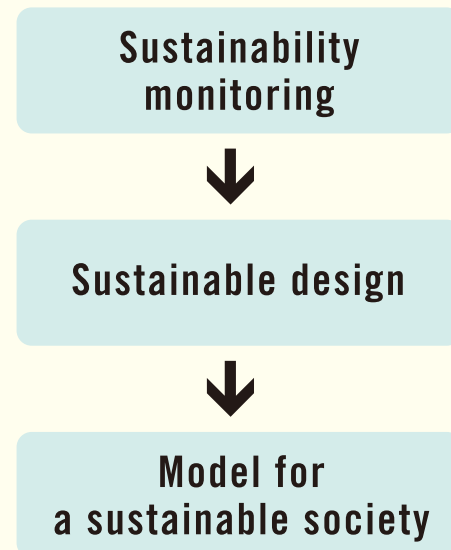 Sustainability
monitoring
Sustainable design
Model for
a sustainable society